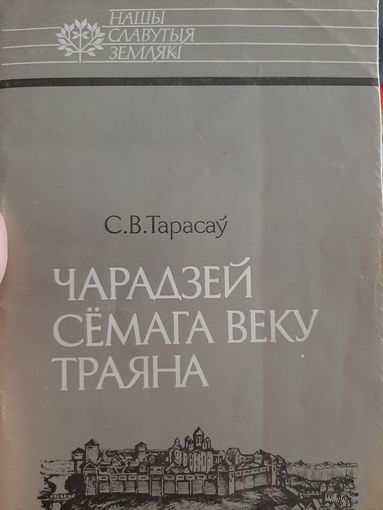 НАШЫ
СЛАВУТЫЯ
ЗЕМЛЯКІ
С.В.Тарасаў
ЧАРАДЗЕЙ
СЁМАГА ВЕКУ
ТРАЯНА